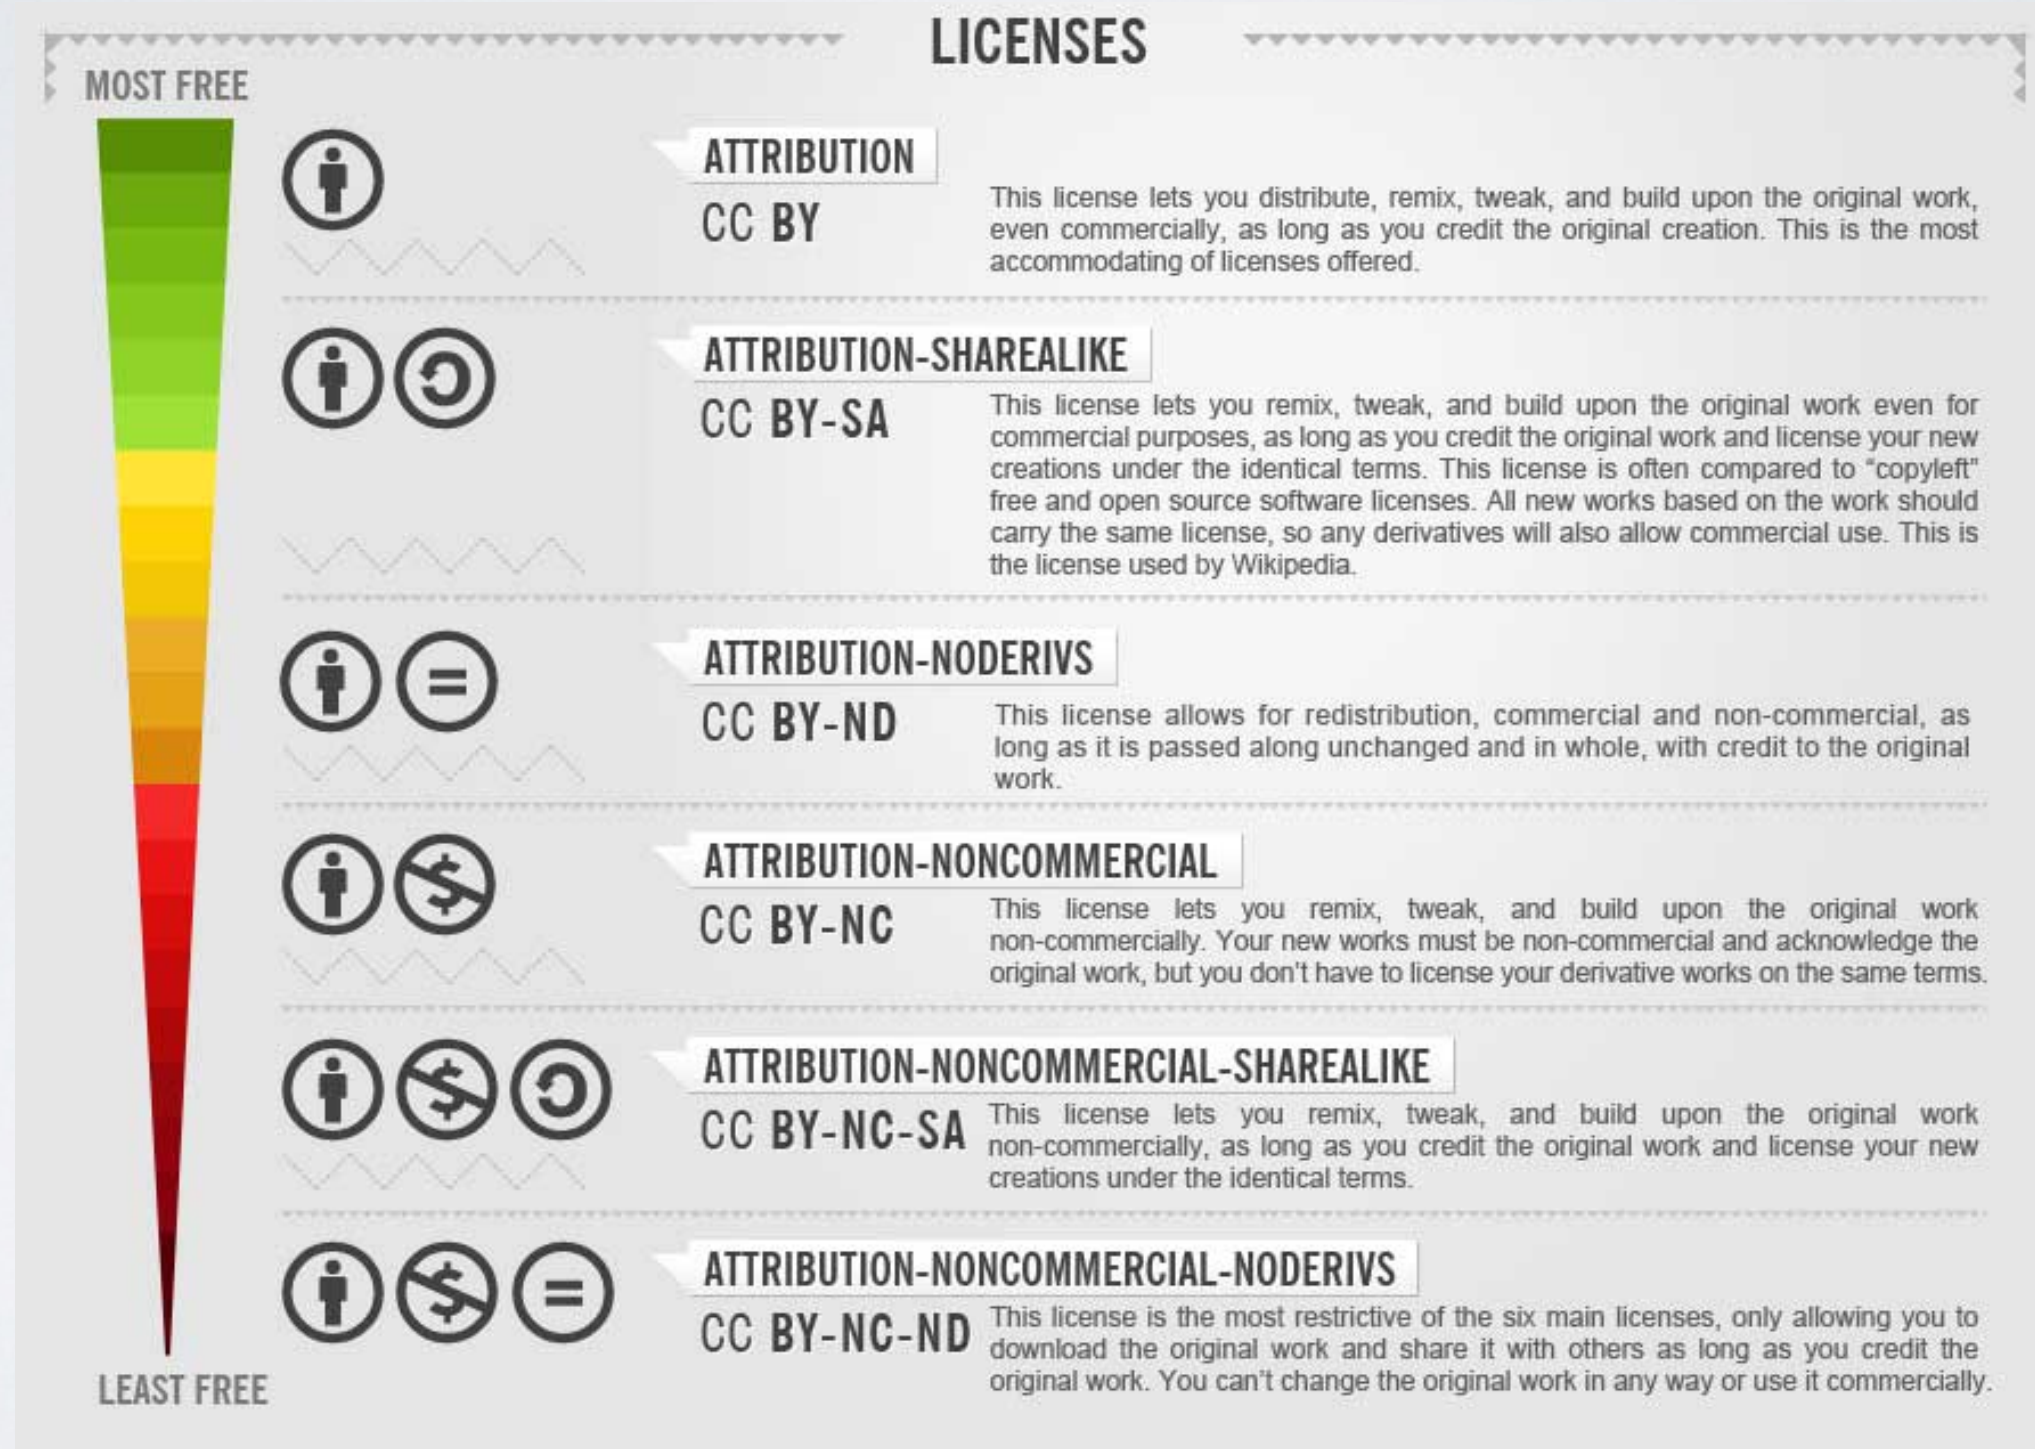 LICENSES
MOST FREE
ATTRIBUTION
CC BY
This license lets you distribute, remix, tweak, and build upon the original work,
even commercially, as long as you credit the original creation. This is the most
accommodating of licenses offered.
ATTRIBUTION-SHAREALIKE
CC BY-SA
This license lets you remix, tweak, and build upon the original work even for
commercial purposes, as long as you credit the original work and license your new
creations under the identical terms. This license is often compared to “copyleft”
free and open source software licenses. All new works based on the work should
carry the same license, so any derivatives will also allow commercial use. This is
the license used by Wikipedia.
ATTRIBUTION-NODERIVS
CC BY-ND
This license allows for redistribution, commercial and non-commercial, as
long as it is passed along unchanged and in whole, with credit to the original
work.
ATTRIBUTION-NONCOMMERCIAL
CC BY-NC
This license lets you remix, tweak, and build upon the original work
non-commercially. Your new works must be non-commercial and acknowledge the
original work, but you don't have to license your derivative works on the same terms.
ATTRIBUTION-NONCOMMERCIAL-SHAREALIKE
CC BY-NC-SA
This license lets you remix, tweak, and build upon the original work
non-commercially, as long as you credit the original work and license your new
creations under the identical terms.
ATTRIBUTION-NONCOMMERCIAL-NODERIVS
CC BY-NC-ND
This license is the most restrictive of the six main licenses, only allowing you to
download the original work and share it with others as long as you credit the
original work. You can't change the original work in any way or use it commercially.
LEAST FREE